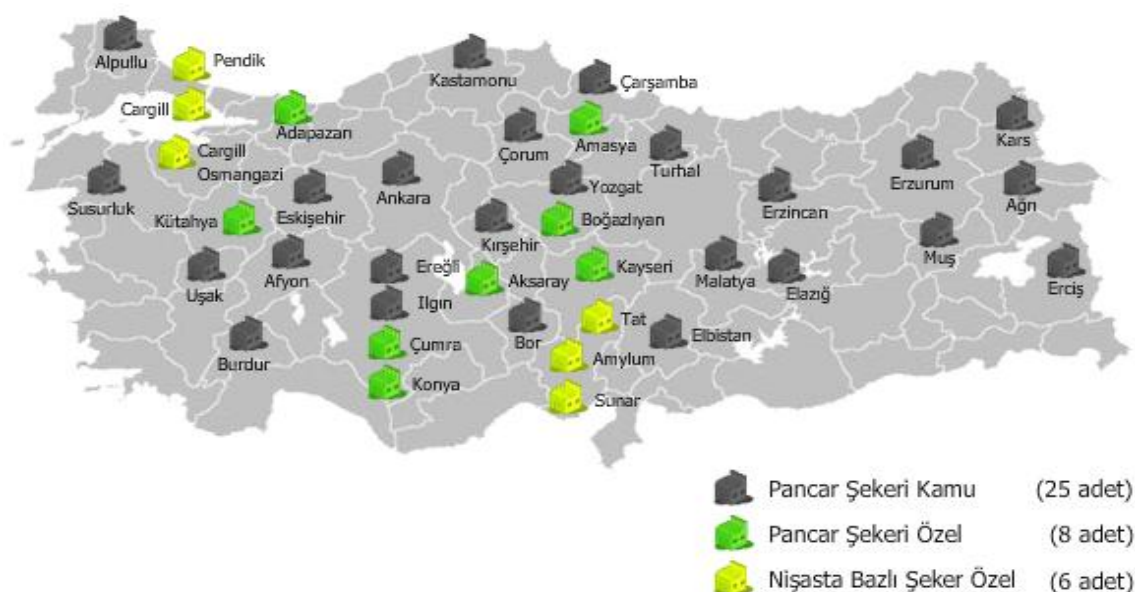 Alpullu
Pendik
Kastamonu
Çarşamba
Cargill
Adapazarı
Çorum
Amasya
Turhal
Kars
Cargill
Osmangazi
Susurluk
Ankara
Yozgat
Erzurum
Ağrı
Kütahya
Eskişehir
Erzincan
Kırşehir
Boğazlıyan
Muş
Uşak
Afyon
Ereğli
Aksaray
Kayseri
Malatya
Elazığ
Erciş
Ilgın
Tat
Burdur
Çumra
Bor
Elbistan
Amylum
Konya
Sunar
Pancar Şekeri Kamu (25 adet)
Pancar Şekeri Özel (8 adet)
Nişasta Bazlı Şeker Özel (6 adet)